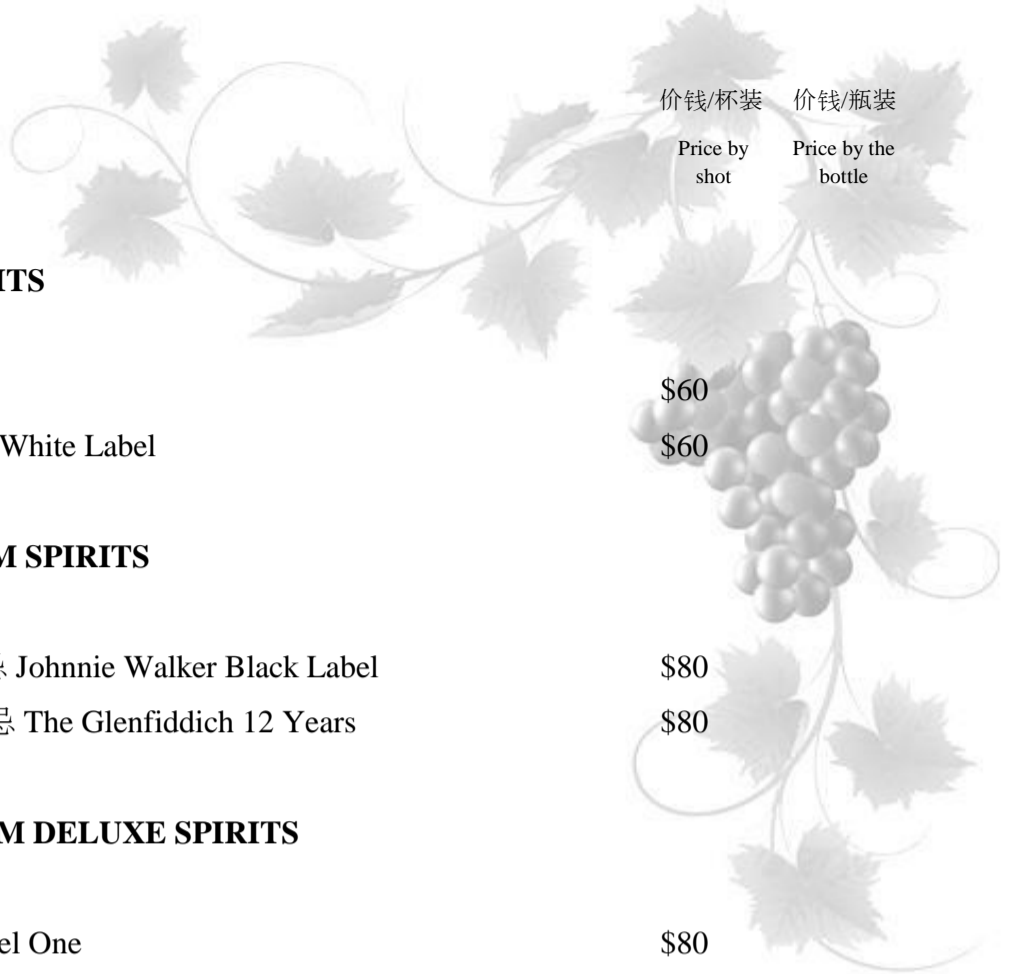 价钱/杯装 价钱/瓶装
Price by shot Price by the bottle
ITS
$60
White Label $60
M SPIRITS
Johnnie Walker Black Label $80
忌 The Glenfiddich 12 Years $80
M DELUXE SPIRITS
el One $80